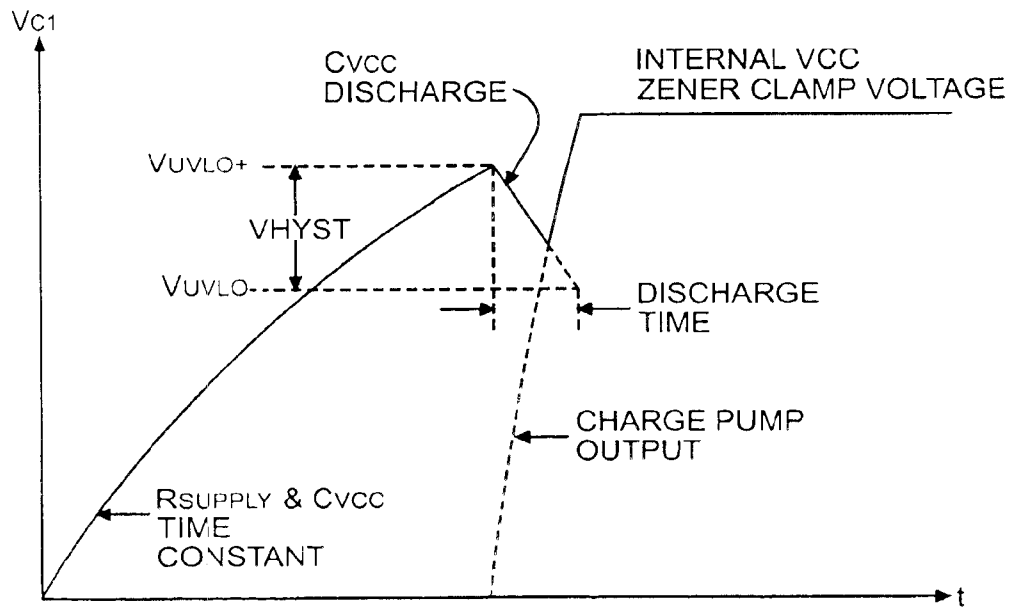 VC1
CVCC
DISCHARGE
INTERNAL VCC
ZENER CLAMP VOLTAGE
VUVLO+
VHYST
VUVLO-
DISCHARGE
TIME
CHARGE PUMP
OUTPUT
RSUPPLY & CVCC
TIME
CONSTANT
t